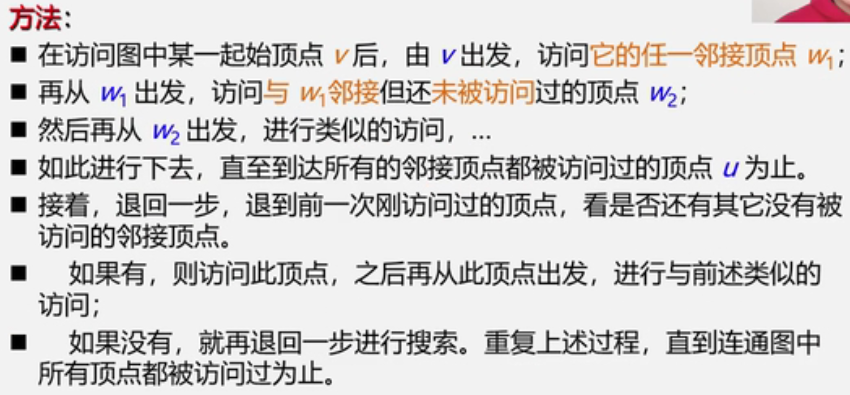 方法：
■ 在访问图中某一起始顶点 v 后，由 v 出发，访问它的任一邻接顶点 w₁；
■ 再从 w₁ 出发，访问与 w₁邻接但还未被访问过的顶点 w₂；
■ 然后再从 w₂ 出发，进行类似的访问，…
■ 如此进行下去，直至到达所有的邻接顶点都被访问过的顶点 u 为止。
■ 接着，退回一步，退到前一次刚访问过的顶点，看是否还有其它没有被
访问的邻接顶点。
■ 如果有，则访问此顶点，之后再从此顶点出发，进行与前述类似的
访问；
■ 如果没有，就再退回一步进行搜索。重复上述过程，直到连通图中
所有顶点都被访问过为止。